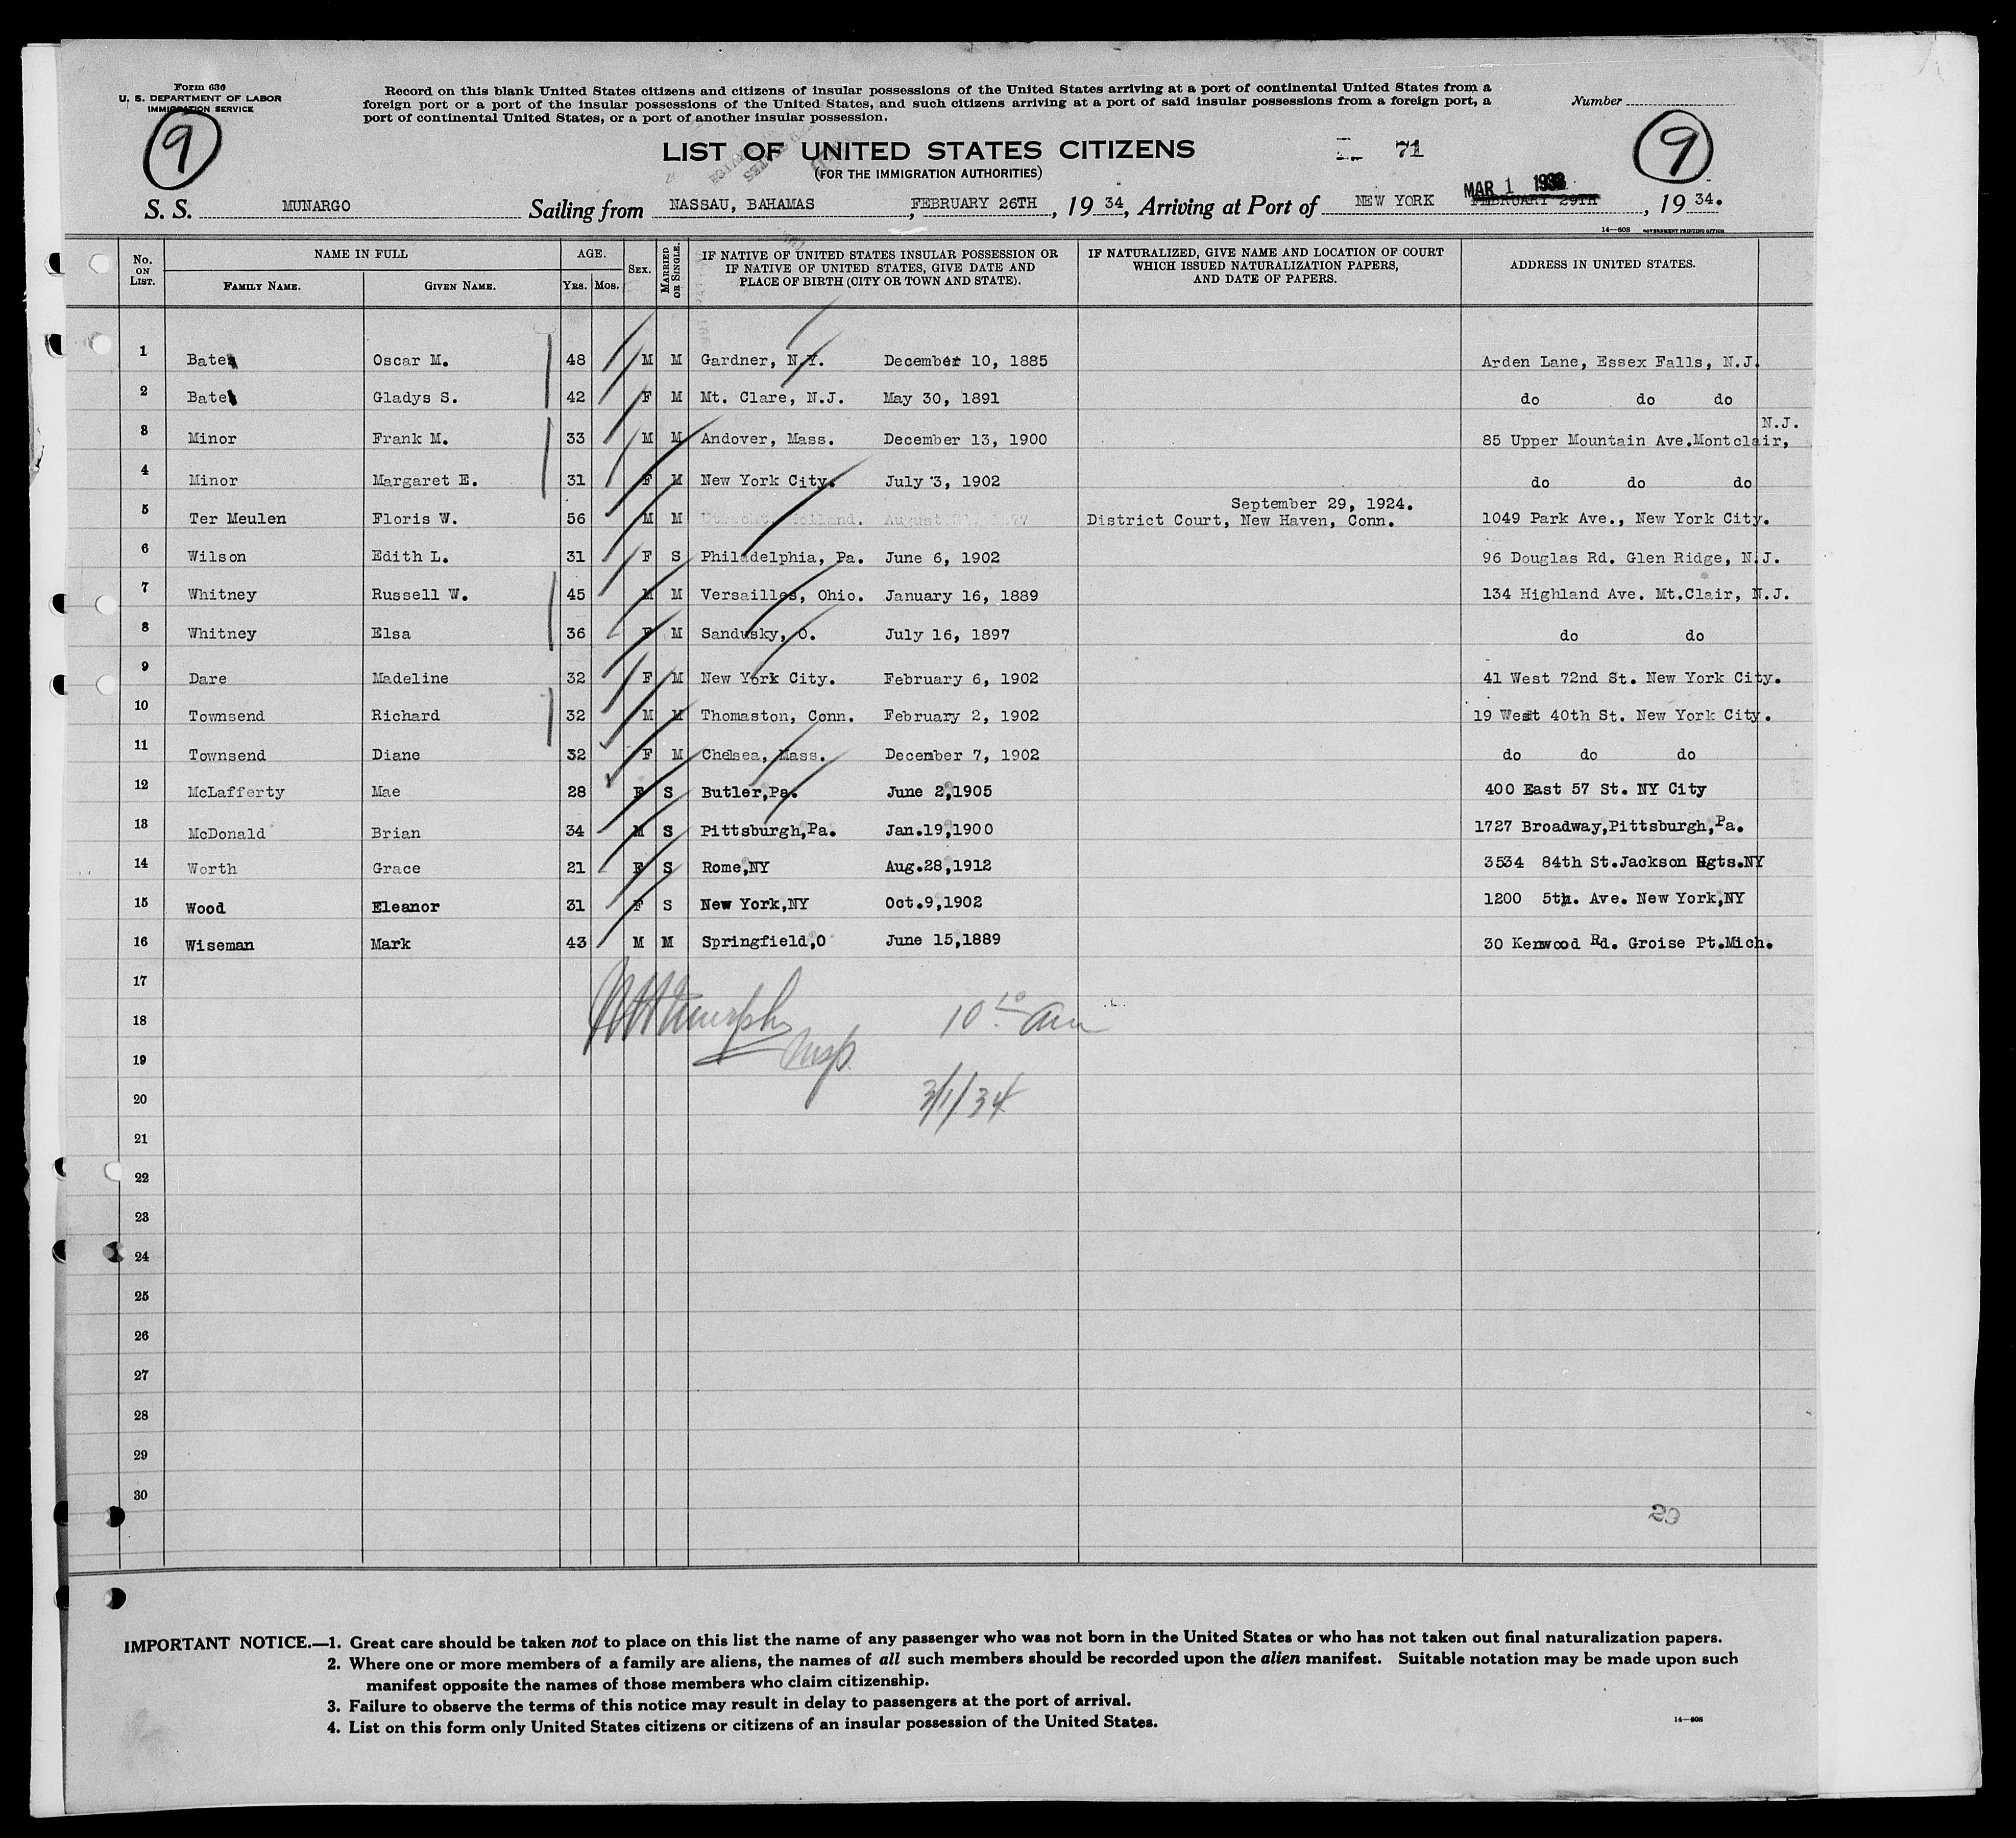 Form 630
U. S. DEPARTMENT OF LABOR
IMMIGRATION SERVICE
Record on this blank United States citizens and citizens of insular possessions of the United States arriving at a port of continental United States from a
foreign port or a port of the insular possessions of the United States, and such citizens arriving at a port of said insular possessions from a foreign port, a
port of continental United States, or a port of another insular possession.
Number
9
9
LIST OF UNITED STATES CITIZENS
71
(FOR THE IMMIGRATION AUTHORITIES)
MAR 1
S. S. MUNARGO Sailing from NASSAU, BAHAMAS, FEBRUARY 26TH, 19 34, Arriving at Port of NEW YORK FEBRUARY 29TH, 19 34.
14—608 GOVERNMENT PRINTING OFFICE
No. ON LIST. NAME IN FULL AGE. SEX. MARRIED OR SINGLE. IF NATIVE OF UNITED STATES INSULAR POSSESSION OR IF NATIVE OF UNITED STATES, GIVE DATE AND PLACE OF BIRTH (CITY OR TOWN AND STATE). IF NATURALIZED, GIVE NAME AND LOCATION OF COURT WHICH ISSUED NATURALIZATION PAPERS, AND DATE OF PAPERS. ADDRESS IN UNITED STATES.
FAMILY NAME. GIVEN NAME. YRS. MOS.
1 Bates Oscar M. 48 M M Gardner, N.Y. December 10, 1885 Arden Lane, Essex Falls, N.J.
2 Bates Gladys S. 42 F M Mt. Clare, N.J. May 30, 1891 do do do
N.J.
3 Minor Frank M. 33 M M Andover, Mass. December 13, 1900 85 Upper Mountain Ave.Montclair,
4 Minor Margaret E. 31 F M New York City. July 3, 1902 do do do
September 29, 1924.
5 Ter Meulen Floris W. 56 M M Utrecht, Holland. August District Court, New Haven, Conn. 1049 Park Ave., New York City.
6 Wilson Edith L. 31 F S Philadelphia, Pa. June 6, 1902 96 Douglas Rd. Glen Ridge, N.J.
7 Whitney Russell W. 45 M M Versailles, Ohio. January 16, 1889 134 Highland Ave. Mt.Clair, N.J.
8 Whitney Elsa 36 F M Sandusky, O. July 16, 1897 do do
9 Dare Madeline 32 F M New York City. February 6, 1902 41 West 72nd St. New York City.
10 Townsend Richard 32 M M Thomaston, Conn. February 2, 1902 19 West 40th St. New York City.
11 Townsend Diane 32 F M Chelsea, Mass. December 7, 1902 do do do
12 McLafferty Mae 28 F S Butler,Pa. June 2,1905 400 East 57 St. NY City
13 McDonald Brian 34 M S Pittsburgh,Pa. Jan.19,1900 1727 Broadway,Pittsburgh,Pa.
14 Worth Grace 21 F S Rome,NY Aug.28,1912 3534 84th St.Jackson Hgts.NY
15 Wood Eleanor 31 F S New York,NY Oct.9,1902 1200 5th. Ave. New York,NY
16 Wiseman Mark 43 M M Springfield,O June 15,1889 30 Kenwood Rd. Groise Pt.Mich.
17
18 Murphy 10 10 am
19 Insp.
20 3/1/34
21
22
23
24
25
26
27
28
29
30
IMPORTANT NOTICE.—1. Great care should be taken not to place on this list the name of any passenger who was not born in the United States or who has not taken out final naturalization papers.
2. Where one or more members of a family are aliens, the names of all such members should be recorded upon the alien manifest. Suitable notation may be made upon such
manifest opposite the names of those members who claim citizenship.
3. Failure to observe the terms of this notice may result in delay to passengers at the port of arrival.
4. List on this form only United States citizens or citizens of an insular possession of the United States.
14—608